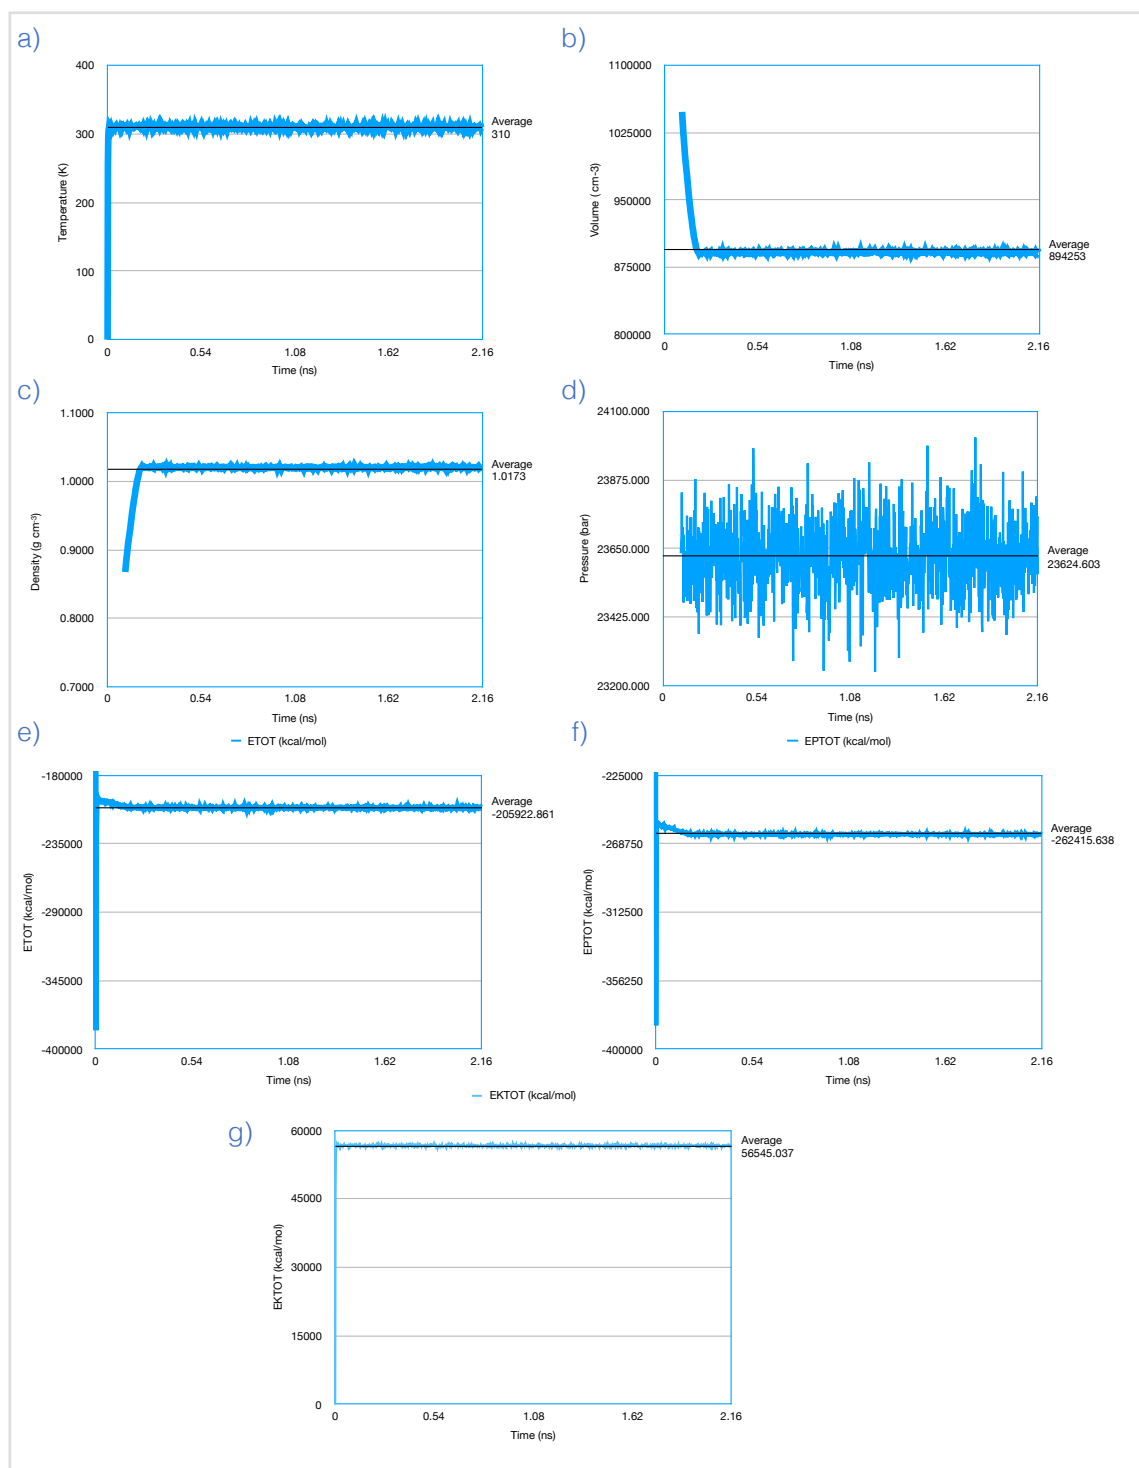 a)
400
300
200
100
0
Temperature (K)
0 0.54 1.08 1.62 2.16
Time (ns)
Average
310
b)
1100000
1025000
950000
875000
800000
Volume ( cm-3)
0 0.54 1.08 1.62 2.16
Time (ns)
Average
894253
c)
1.1000
1.0000
0.9000
0.8000
0.7000
Density (g cm-3)
0 0.54 1.08 1.62 2.16
Time (ns)
Average
1.0173
d)
24100.000
23875.000
23650.000
23425.000
23200.000
Pressure (bar)
0 0.54 1.08 1.62 2.16
Time (ns)
Average
23624.603
e)
ETOT (kcal/mol)
-180000
-235000
-290000
-345000
-400000
ETOT (kcal/mol)
0 0.54 1.08 1.62 2.16
Time (ns)
Average
-205922.861
f)
EPTOT (kcal/mol)
-225000
-268750
-312500
-356250
-400000
EPTOT (kcal/mol)
0 0.54 1.08 1.62 2.16
Time (ns)
Average
-262415.638
g)
EKTOT (kcal/mol)
60000
45000
30000
15000
0
EKTOT (kcal/mol)
0 0.54 1.08 1.62 2.16
Time (ns)
Average
56545.037